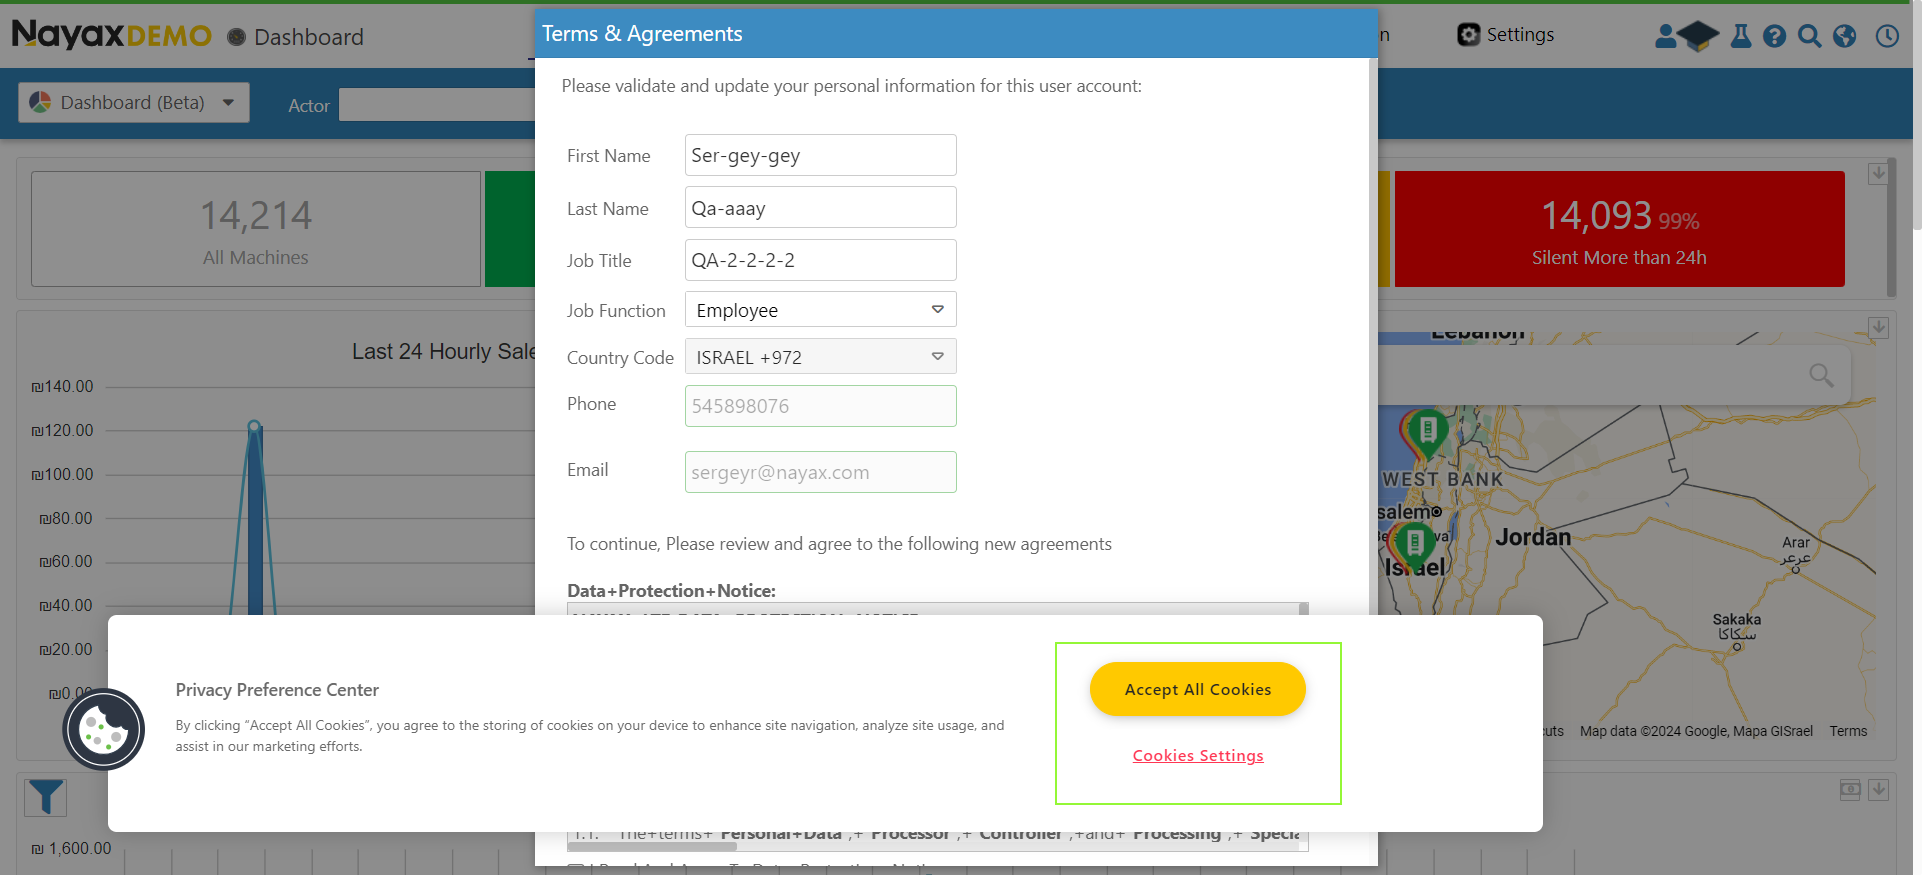 NayaxDEMO
Dashboard
Settings
Dashboard (Beta)
Actor
Terms & Agreements
Please validate and update your personal information for this user account:
First Name
Ser-gey-gey
Last Name
Qa-aaay
Job Title
QA-2-2-2-2
Job Function
Employee
Country Code
ISRAEL +972
Phone
545898076
Email
sergeyr@nayax.com
To continue, Please review and agree to the following new agreements
Data+Protection+Notice:
14,214
All Machines
14,093 99%
Silent More than 24h
Last 24 Hourly Sale
₪140.00
₪120.00
₪100.00
₪80.00
₪60.00
₪40.00
₪20.00
₪0.00
Lebanon
WEST BANK
salem
Jordan
Israel
Arar
عرعر
Sakaka
سكاكا
Map data ©2024 Google, Mapa GISrael
Terms
Privacy Preference Center
By clicking “Accept All Cookies”, you agree to the storing of cookies on your device to enhance site navigation, analyze site usage, and
assist in our marketing efforts.
Accept All Cookies
Cookies Settings
1.1. The+terms+"Personal+Data",+"Processor",+"Controller",+and+"Processing",+"Specia
₪ 1,600.00